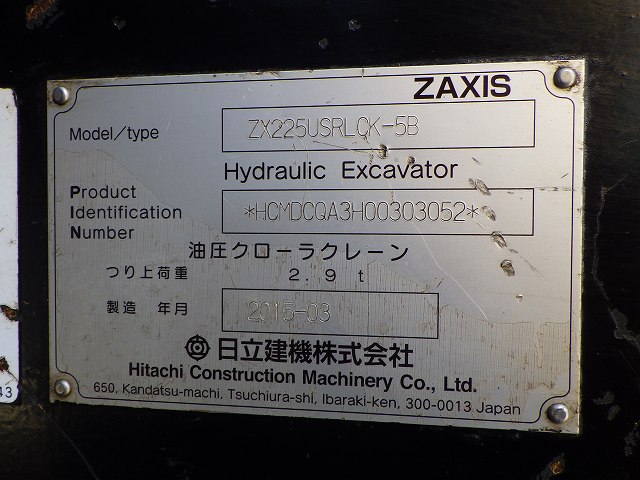 ZAXIS
Model/type ZX225USRLCK-5B
Hydraulic Excavator
Product
Identification *HCMDCQA3H00303052*
Number
油圧クローラクレーン
つり上荷重 2.9 t
製造 年月 2015-03
日立建機株式会社
Hitachi Construction Machinery Co., Ltd.
650, Kandatsu-machi, Tsuchiura-shi, Ibaraki-ken, 300-0013 Japan
43